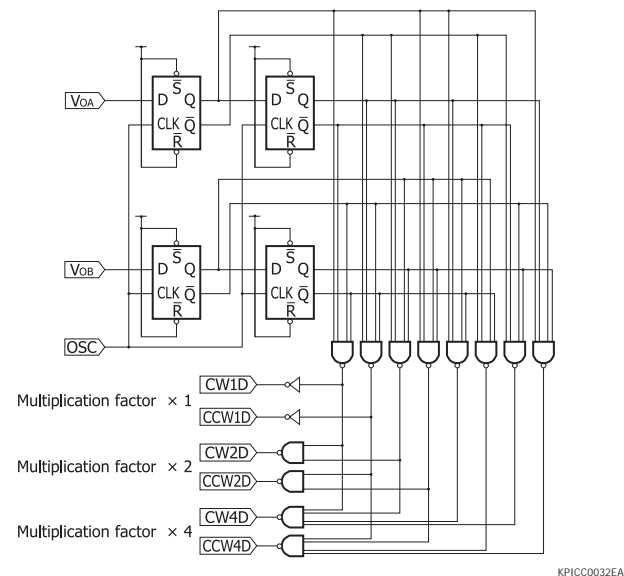 S̅
D Q
CLK Q̅
R̅
S̅
D Q
CLK Q̅
R̅
VOA
S̅
D Q
CLK Q̅
R̅
S̅
D Q
CLK Q̅
R̅
VOB
OSC
CW1D
Multiplication factor × 1
CCW1D
CW2D
Multiplication factor × 2
CCW2D
CW4D
Multiplication factor × 4
CCW4D
KPICC0032EA